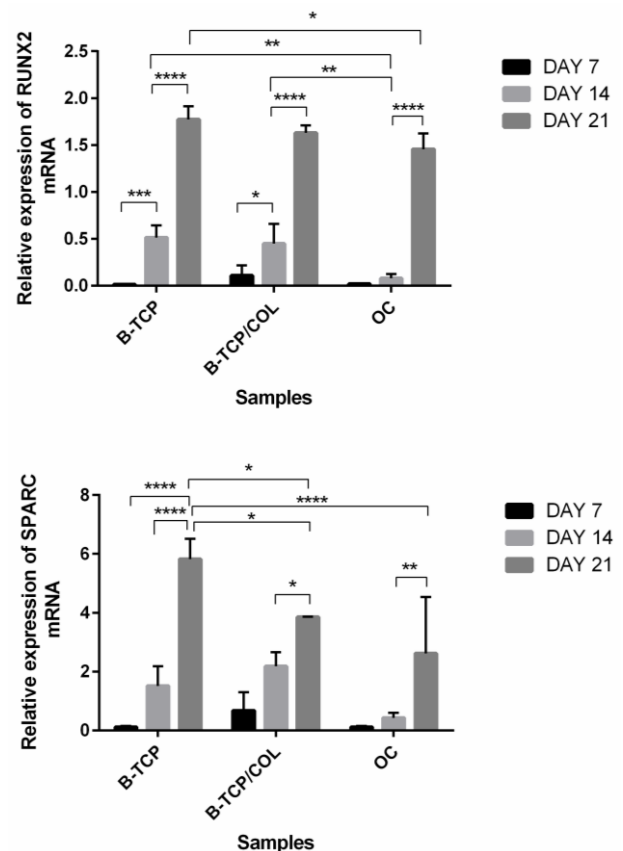 Relative expression of RUNX2
mRNA
2.5
2.0
1.5
1.0
0.5
0.0
*
**
**
****
****
****
***
*
B-TCP
B-TCP/COL
OC
Samples
DAY 7
DAY 14
DAY 21
Relative expression of SPARC
mRNA
8
6
4
2
0
*
****
****
****
*
*
**
B-TCP
B-TCP/COL
OC
Samples
DAY 7
DAY 14
DAY 21